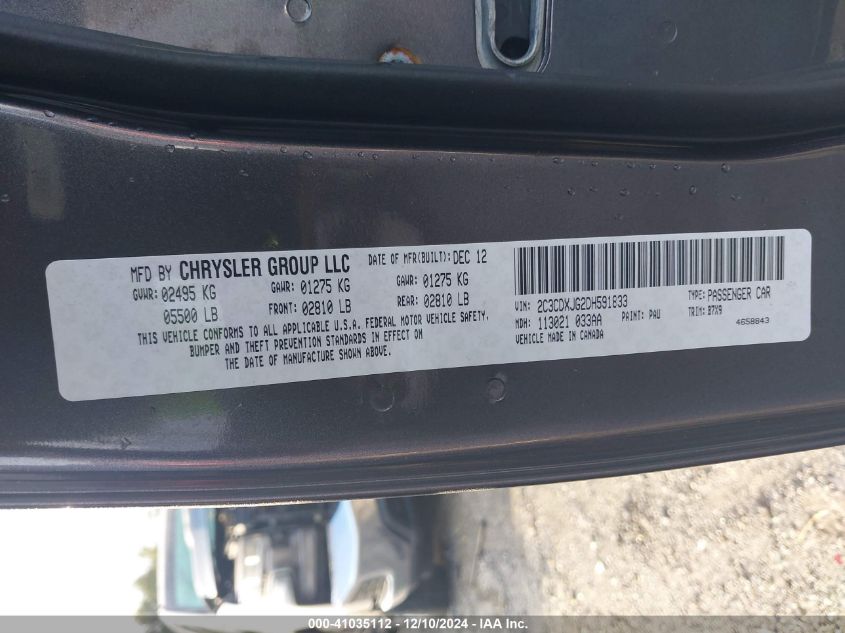 MFD BY CHRYSLER GROUP LLC DATE OF MFR(BUILT): DEC 12
GVWR: 02495 KG GAWR: 01275 KG GAWR: 01275 KG
05500 LB FRONT: 02810 LB REAR: 02810 LB
THIS VEHICLE CONFORMS TO ALL APPLICABLE U.S.A. FEDERAL MOTOR VEHICLE SAFETY,
BUMPER AND THEFT PREVENTION STANDARDS IN EFFECT ON
THE DATE OF MANUFACTURE SHOWN ABOVE.
VIN: 2C3CDXJG2DH591833 TYPE: PASSENGER CAR
MDH: 113021 033AA PAINT: PAU TRIM: B7X9
VEHICLE MADE IN CANADA 4658843
000-41035112 - 12/10/2024 - IAA Inc.